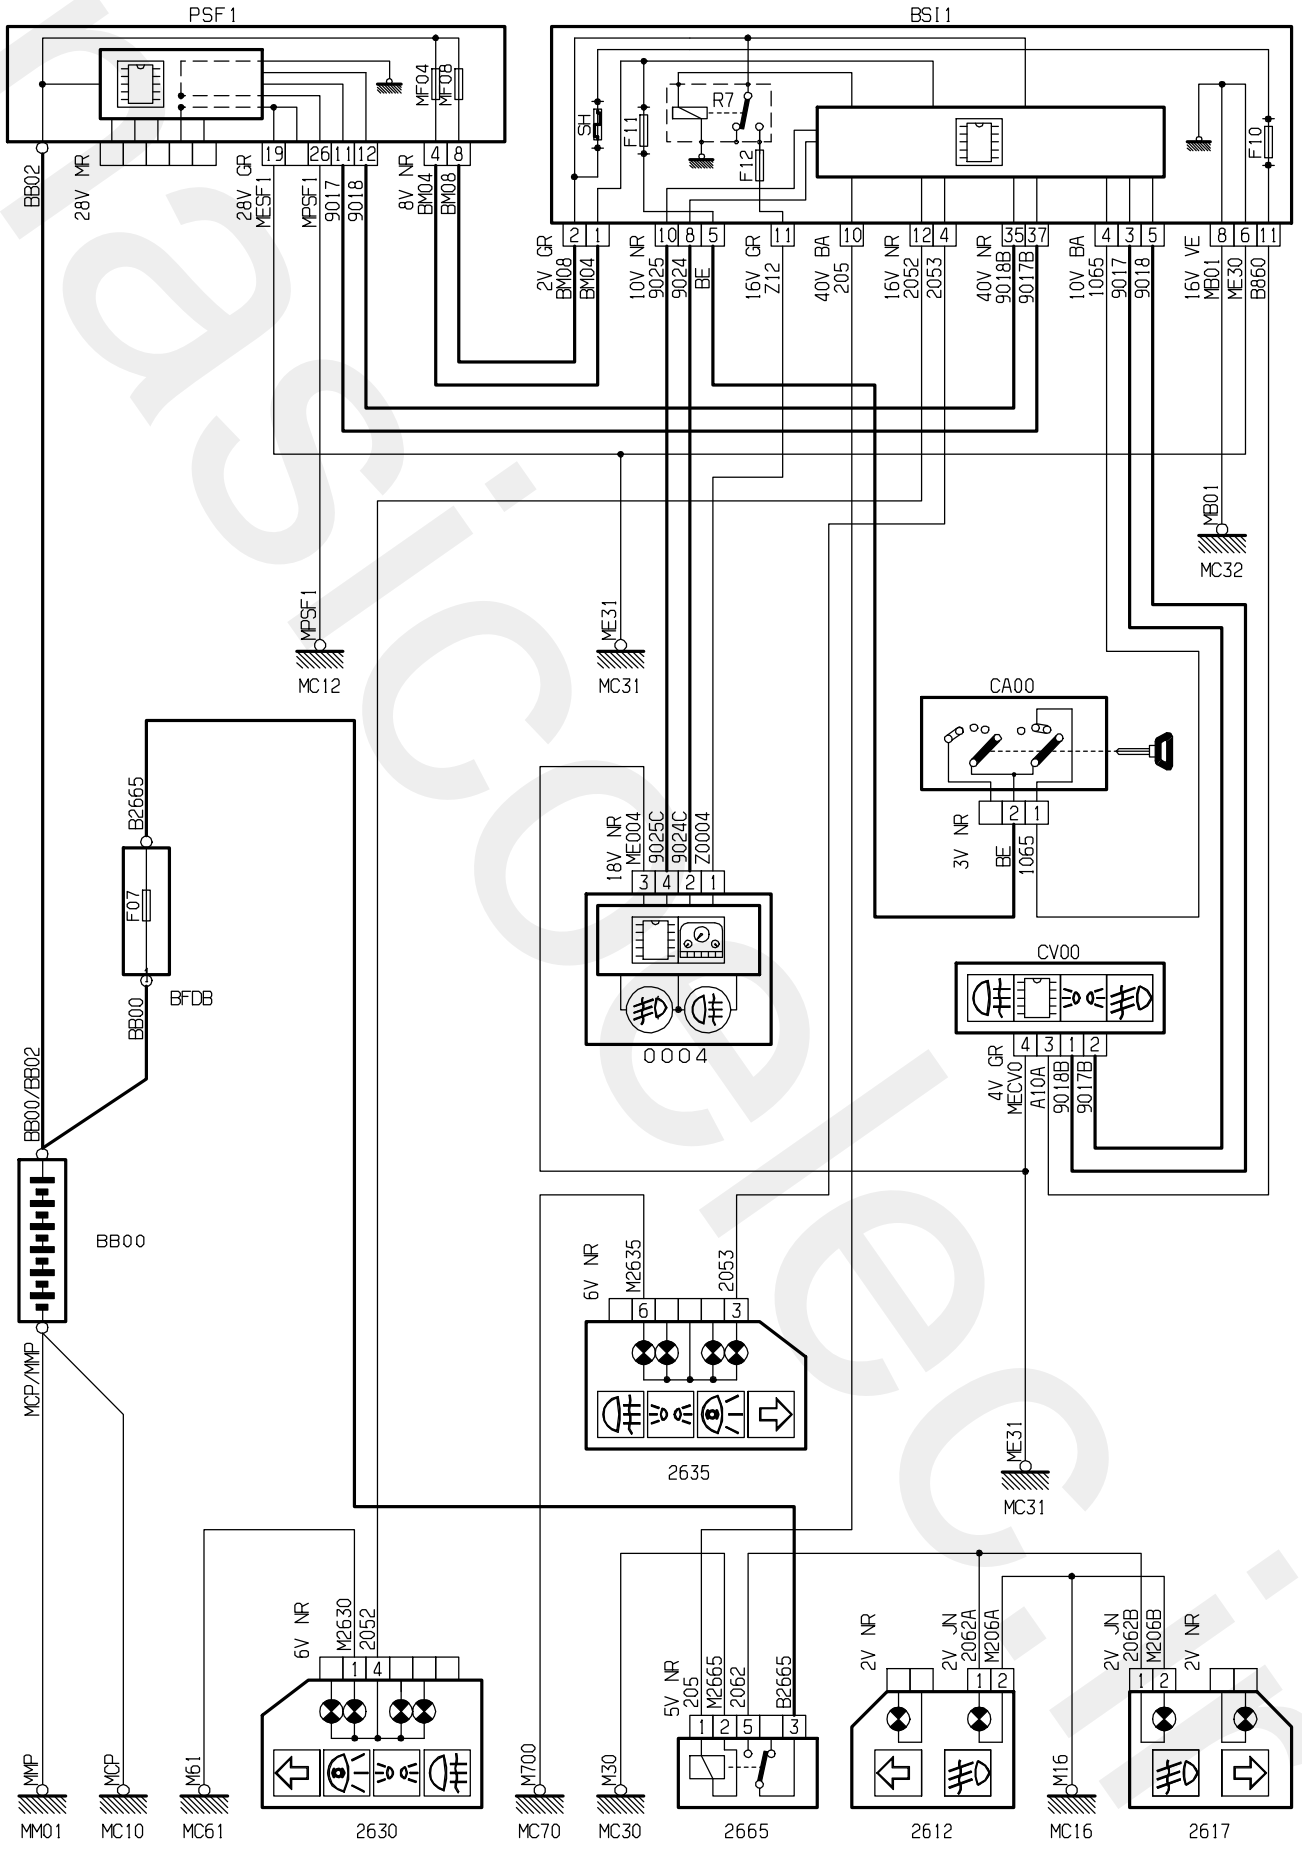 PSF1
BSI1
MF04
MF08
SH
F11
R7
F12
F10
19
26
11
12
4
8
BB02
28V MR
28V GR
MESF1
MPSF1
9017
9018
8V NR
BM04
BM08
2
1
10
8
5
11
10
12
4
35
37
4
3
5
8
6
11
2V GR
BM08
BM04
10V NR
9025
9024
BE
16V GR
Z12
40V BA
205
16V NR
2052
2053
40V NR
9018B
9017B
10V BA
1065
9017
9018
16V VE
MB01
ME30
B860
MB01
MC32
MPSF1
MC12
ME31
MC31
CA00
2
1
3V NR
BE
1065
B2665
F07
1
BFDB
BB00
18V NR
ME004
9025C
9024C
Z0004
3
4
2
1
0004
CV00
4
3
1
2
4V GR
MECV0
A10A
9018B
9017B
BB00/BB02
BB00
MCP/MMP
6V NR
M2635
2053
6
3
2635
ME31
MC31
6V NR
M2630
2052
1
4
2630
5V NR
205
M2665
2062
B2665
1
2
5
3
2665
2V NR
2V JN
2062A
M206A
1
2
2612
2V JN
2062B
M206B
2V NR
1
2
2617
MMP
MM01
MCP
MC10
M61
MC61
M700
MC70
M30
MC30
M16
MC16
nasicoelec.ir